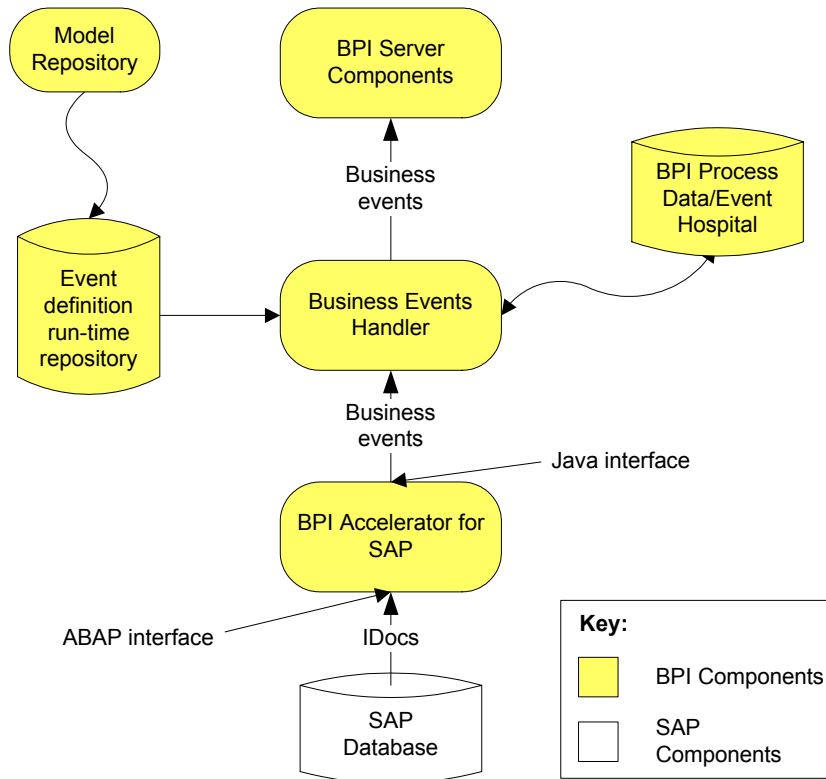 Model
Repository
BPI Server
Components
Business
events
BPI Process
Data/Event
Hospital
Event
definition
run-time
repository
Business Events
Handler
Business
events
Java interface
BPI Accelerator for
SAP
ABAP interface
IDocs
SAP
Database
Key:
BPI Components
SAP
Components